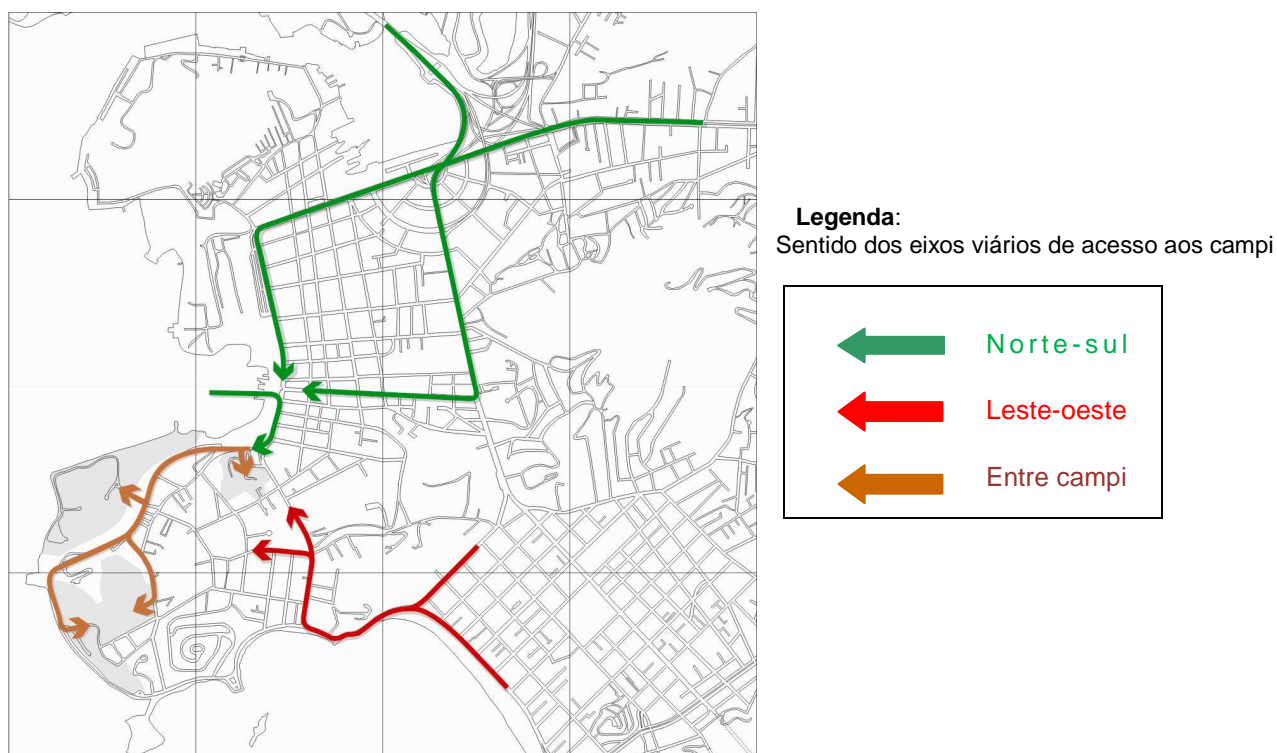 Legenda:
Sentido dos eixos viários de acesso aos campi
Norte-sul
Leste-oeste
Entre campi